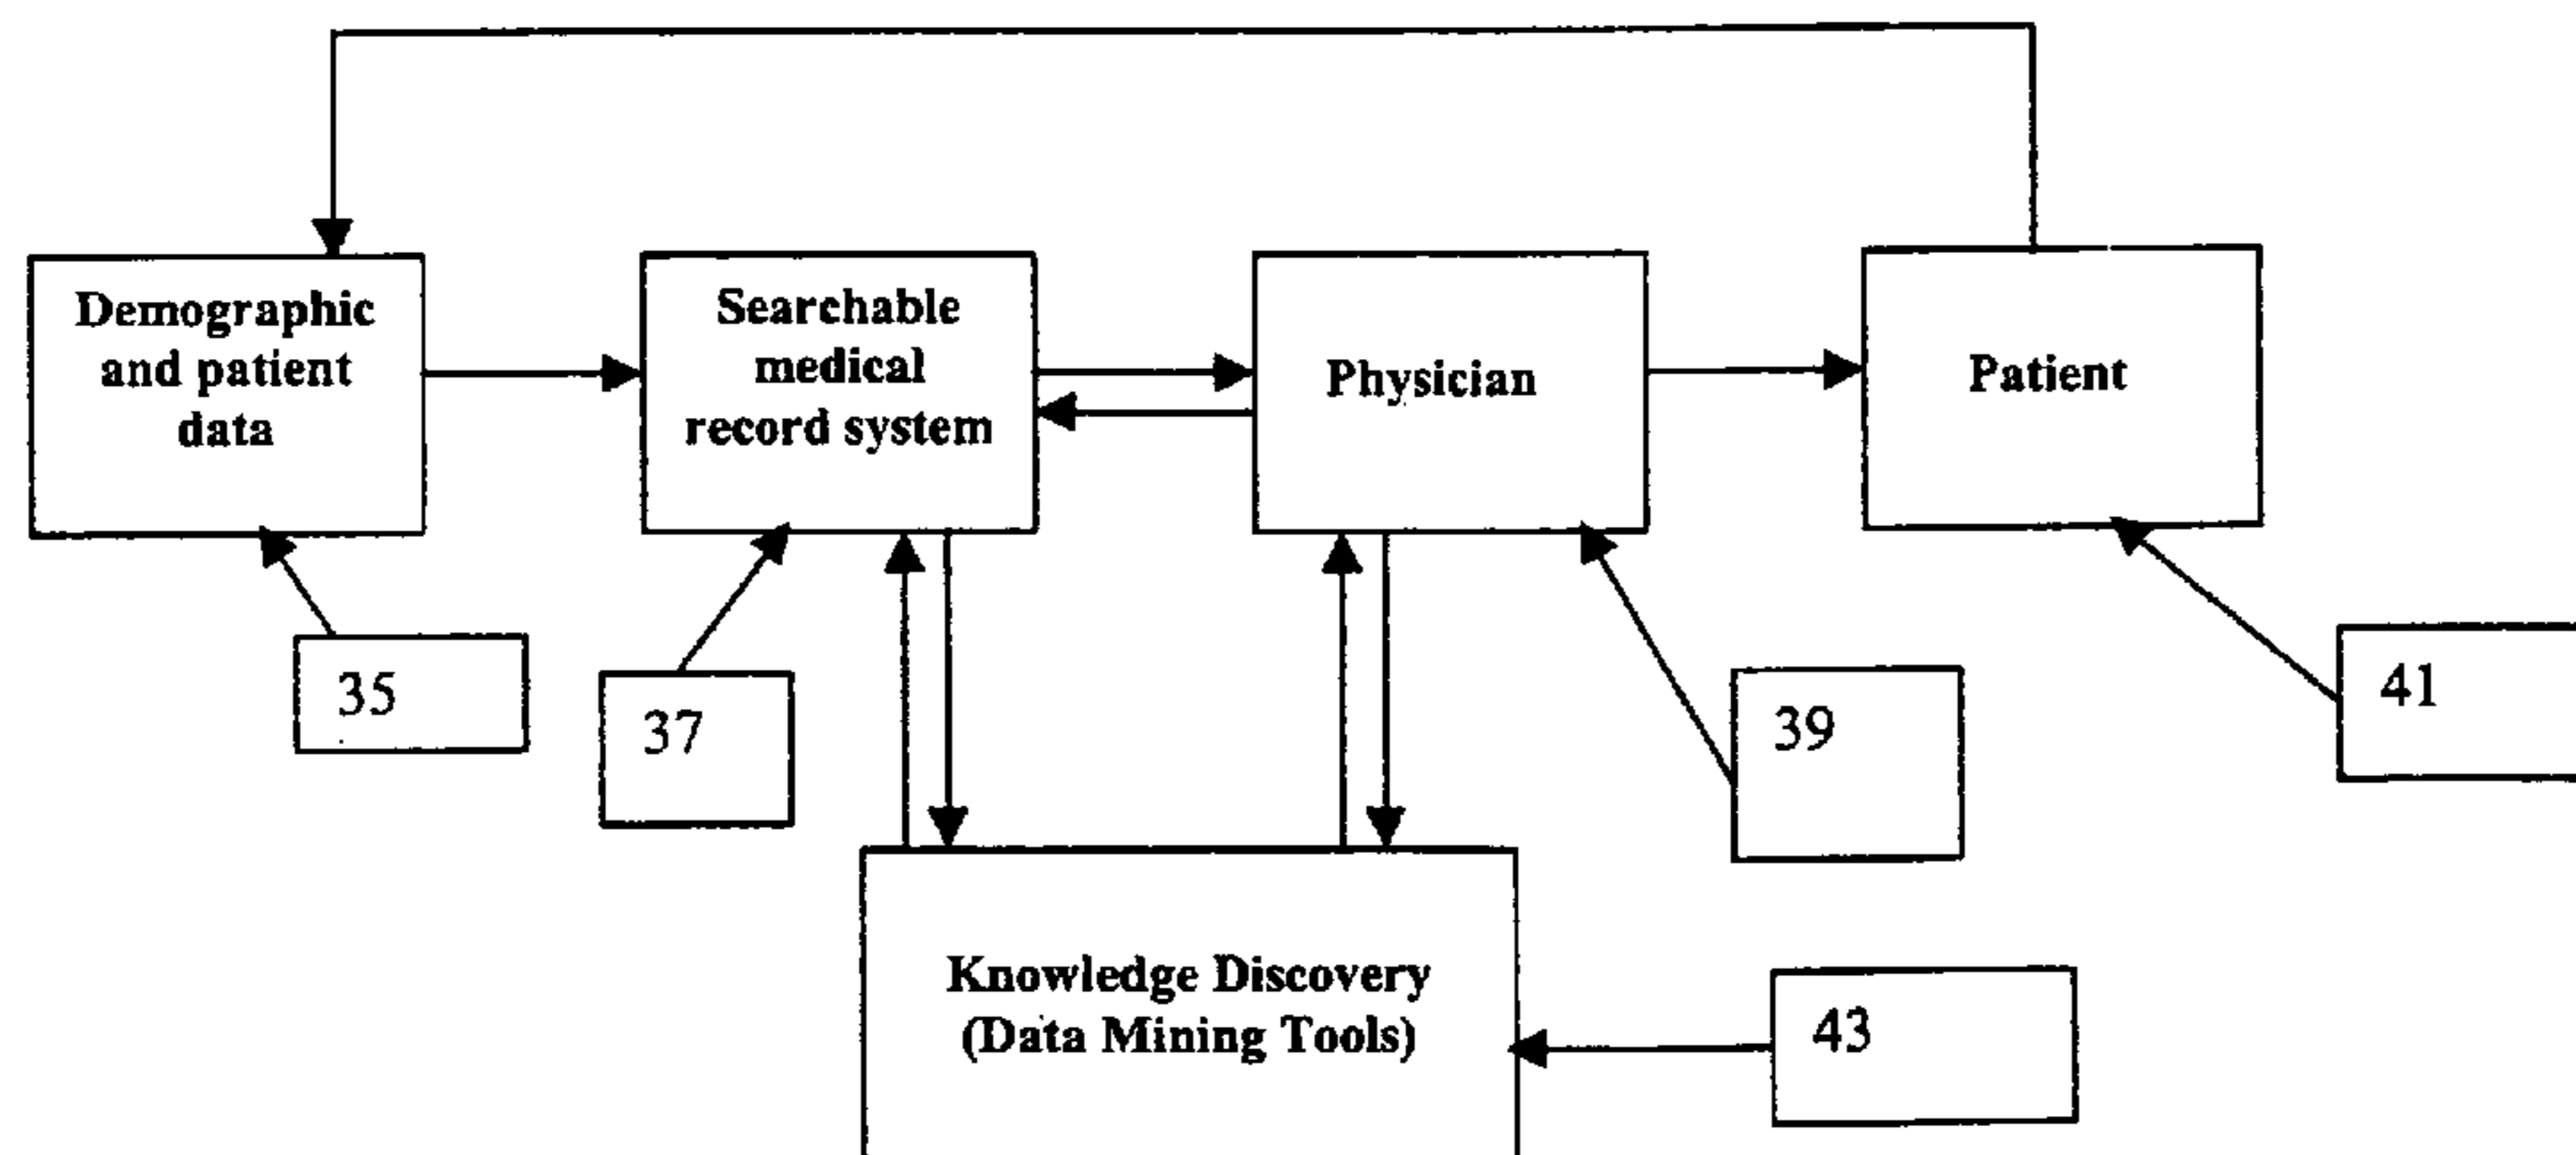 Demographic
and patient
data
Searchable
medical
record system
Physician
Patient
35
37
39
41
Knowledge Discovery
(Data Mining Tools)
43